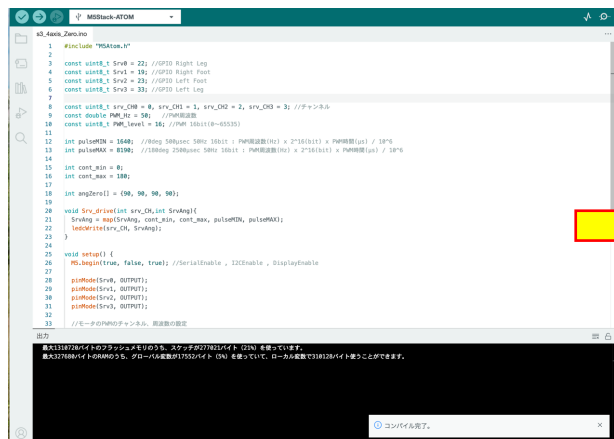 M5Stack-ATOM
s3_4axis_Zero.ino
1 #include "M5Atom.h"
2
3 const uint8_t Srv0 = 22; //GPIO Right Leg
4 const uint8_t Srv1 = 19; //GPIO Right Foot
5 const uint8_t Srv2 = 23; //GPIO Left Foot
6 const uint8_t Srv3 = 33; //GPIO Left Leg
7
8 const uint8_t srv_CH0 = 0, srv_CH1 = 1, srv_CH2 = 2, srv_CH3 = 3; //チャンネル
9 const double PWM_Hz = 50; //PWM周波数
10 const uint8_t PWM_level = 16; //PWM 16bit(0~65535)
11
12 int pulseMIN = 1640; //0deg 500μsec 50Hz 16bit : PWM周波数(Hz) x 2^16(bit) x PWM時間(μs) / 10^6
13 int pulseMAX = 8190; //180deg 2500μsec 50Hz 16bit : PWM周波数(Hz) x 2^16(bit) x PWM時間(μs) / 10^6
14
15 int cont_min = 0;
16 int cont_max = 180;
17
18 int angZero[] = {90, 90, 90, 90};
19
20 void Srv_drive(int srv_CH,int SrvAng){
21 SrvAng = map(SrvAng, cont_min, cont_max, pulseMIN, pulseMAX);
22 ledcWrite(srv_CH, SrvAng);
23 }
24
25 void setup() {
26 M5.begin(true, false, true); //SerialEnable , I2CEnable , DisplayEnable
27
28 pinMode(Srv0, OUTPUT);
29 pinMode(Srv1, OUTPUT);
30 pinMode(Srv2, OUTPUT);
31 pinMode(Srv3, OUTPUT);
32
33 //モータのPWMのチャンネル、周波数の設定
出力
最大1310720バイトのフラッシュメモリのうち、スケッチが277021バイト（21%）を使っています。
最大327680バイトのRAMのうち、グローバル変数が17552バイト（5%）を使っていて、ローカル変数で310128バイト使うことができます。
コンパイル完了。